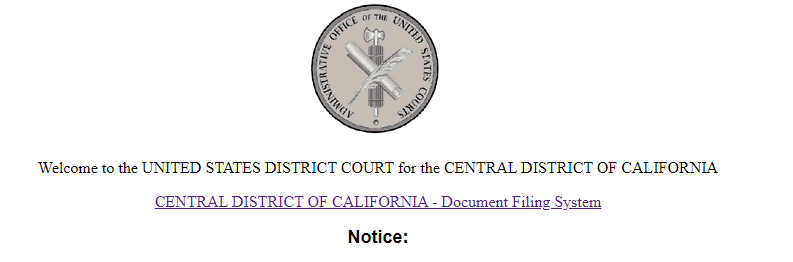 ADMINISTRATIVE OFFICE OF THE UNITED STATES COURTS
Welcome to the UNITED STATES DISTRICT COURT for the CENTRAL DISTRICT OF CALIFORNIA
CENTRAL DISTRICT OF CALIFORNIA - Document Filing System
Notice: